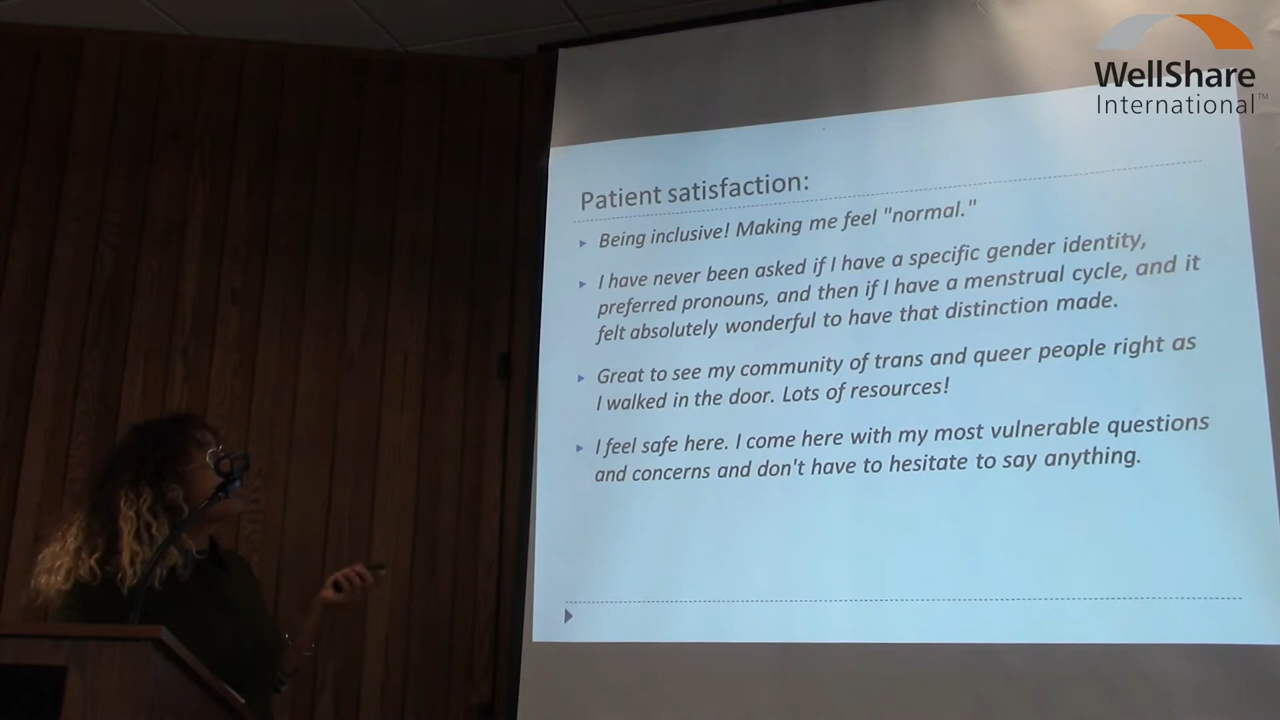 WellShare
International™
Patient satisfaction:
Being inclusive! Making me feel "normal."
I have never been asked if I have a specific gender identity,
preferred pronouns, and then if I have a menstrual cycle, and it
felt absolutely wonderful to have that distinction made.
Great to see my community of trans and queer people right as
I walked in the door. Lots of resources!
I feel safe here. I come here with my most vulnerable questions
and concerns and don't have to hesitate to say anything.